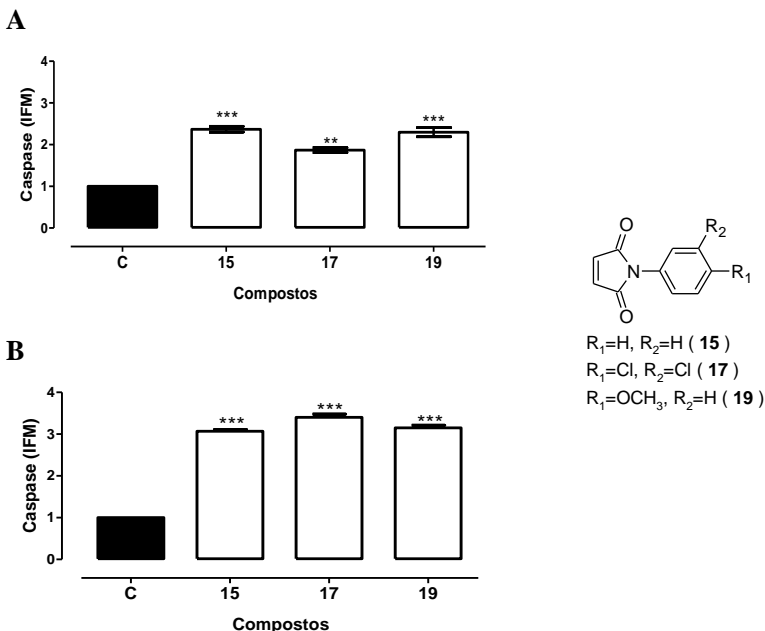 A
Caspase (IFM)
4
3
2
1
0
***
**
***
C 15 17 19
Compostos
B
Caspase (IFM)
4
3
2
1
0
***
***
***
C 15 17 19
Compostos
O
R₂
N
R₁
O
R₁=H, R₂=H ( 15 )
R₁=Cl, R₂=Cl ( 17 )
R₁=OCH₃, R₂=H ( 19 )